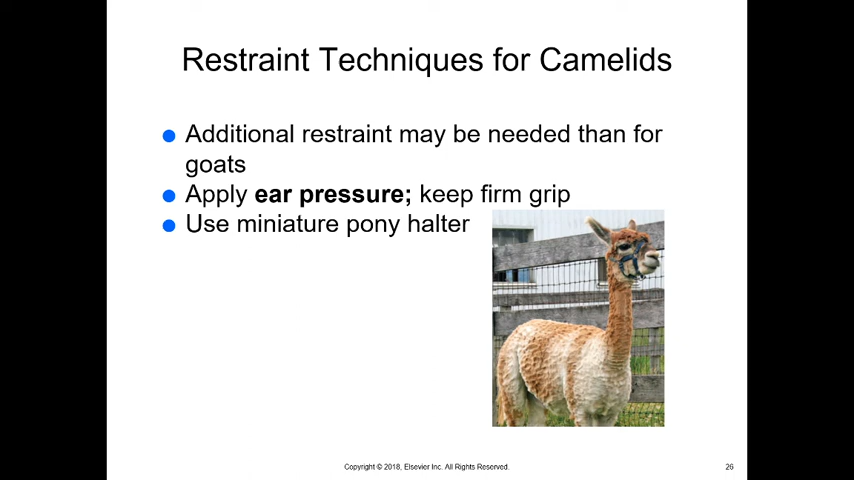 Restraint Techniques for Camelids
Additional restraint may be needed than for
goats
Apply ear pressure; keep firm grip
Use miniature pony halter
Copyright © 2018, Elsevier Inc. All Rights Reserved.
26